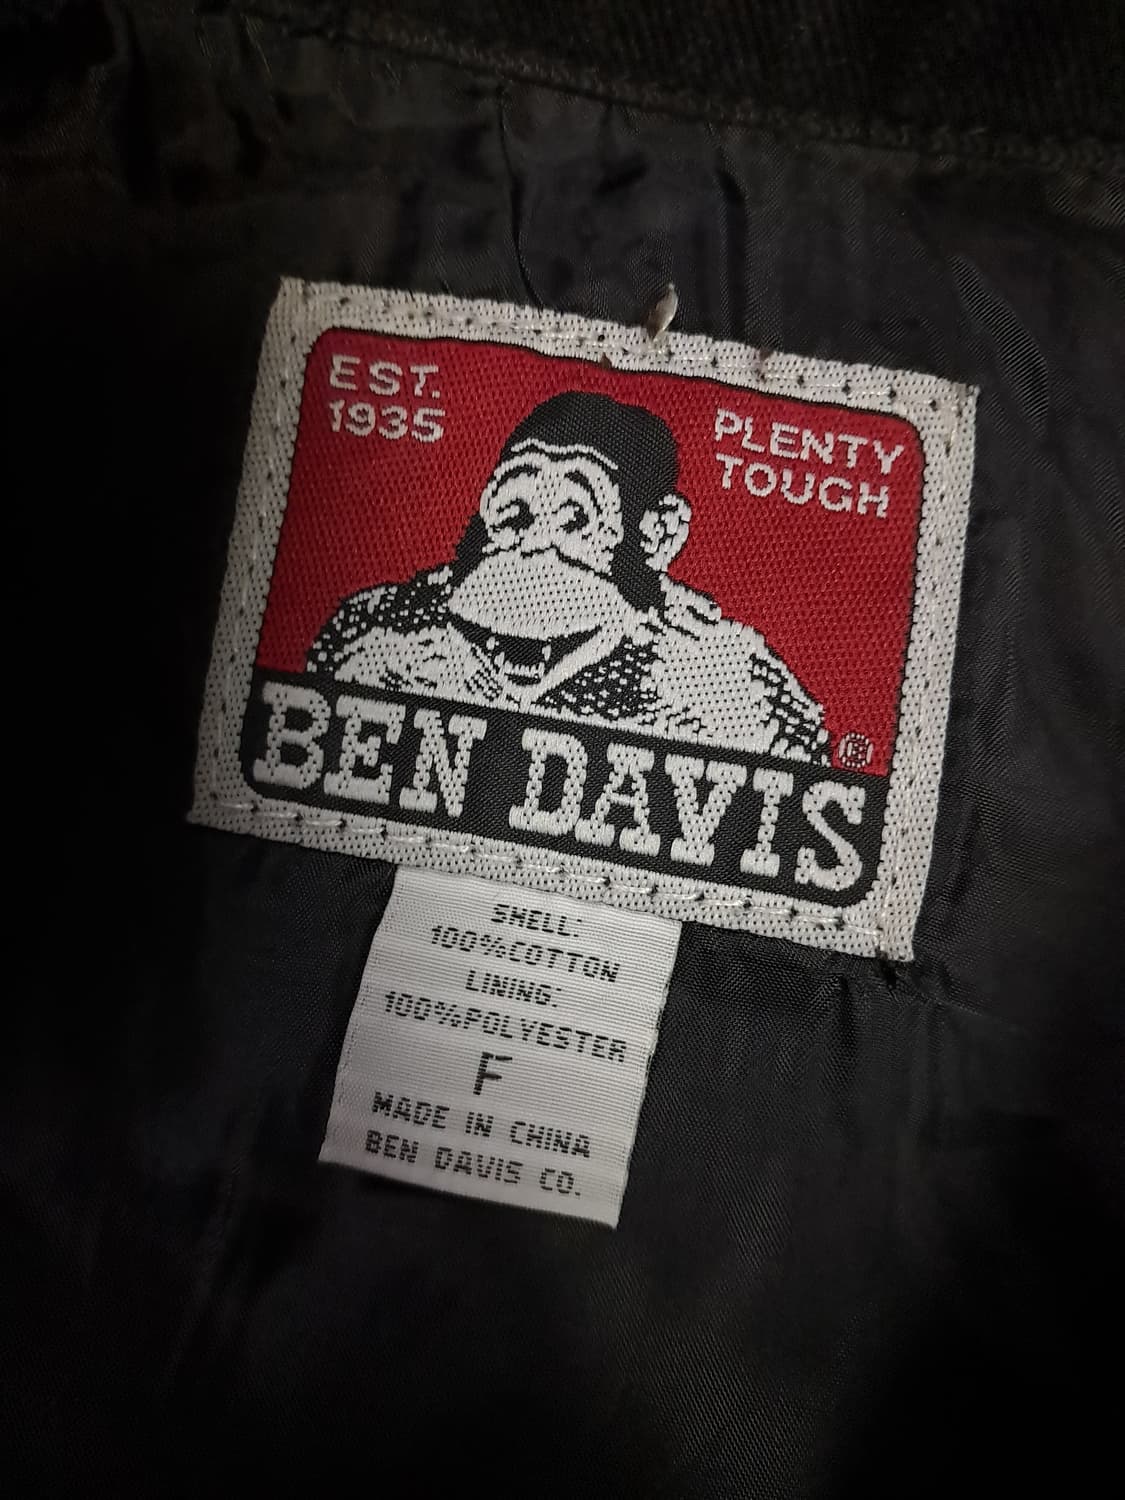 EST.
1935
PLENTY
TOUGH
®
BEN DAVIS
SHELL:
100%COTTON
LINING:
100%POLYESTER
F
MADE IN CHINA
BEN DAVIS CO.